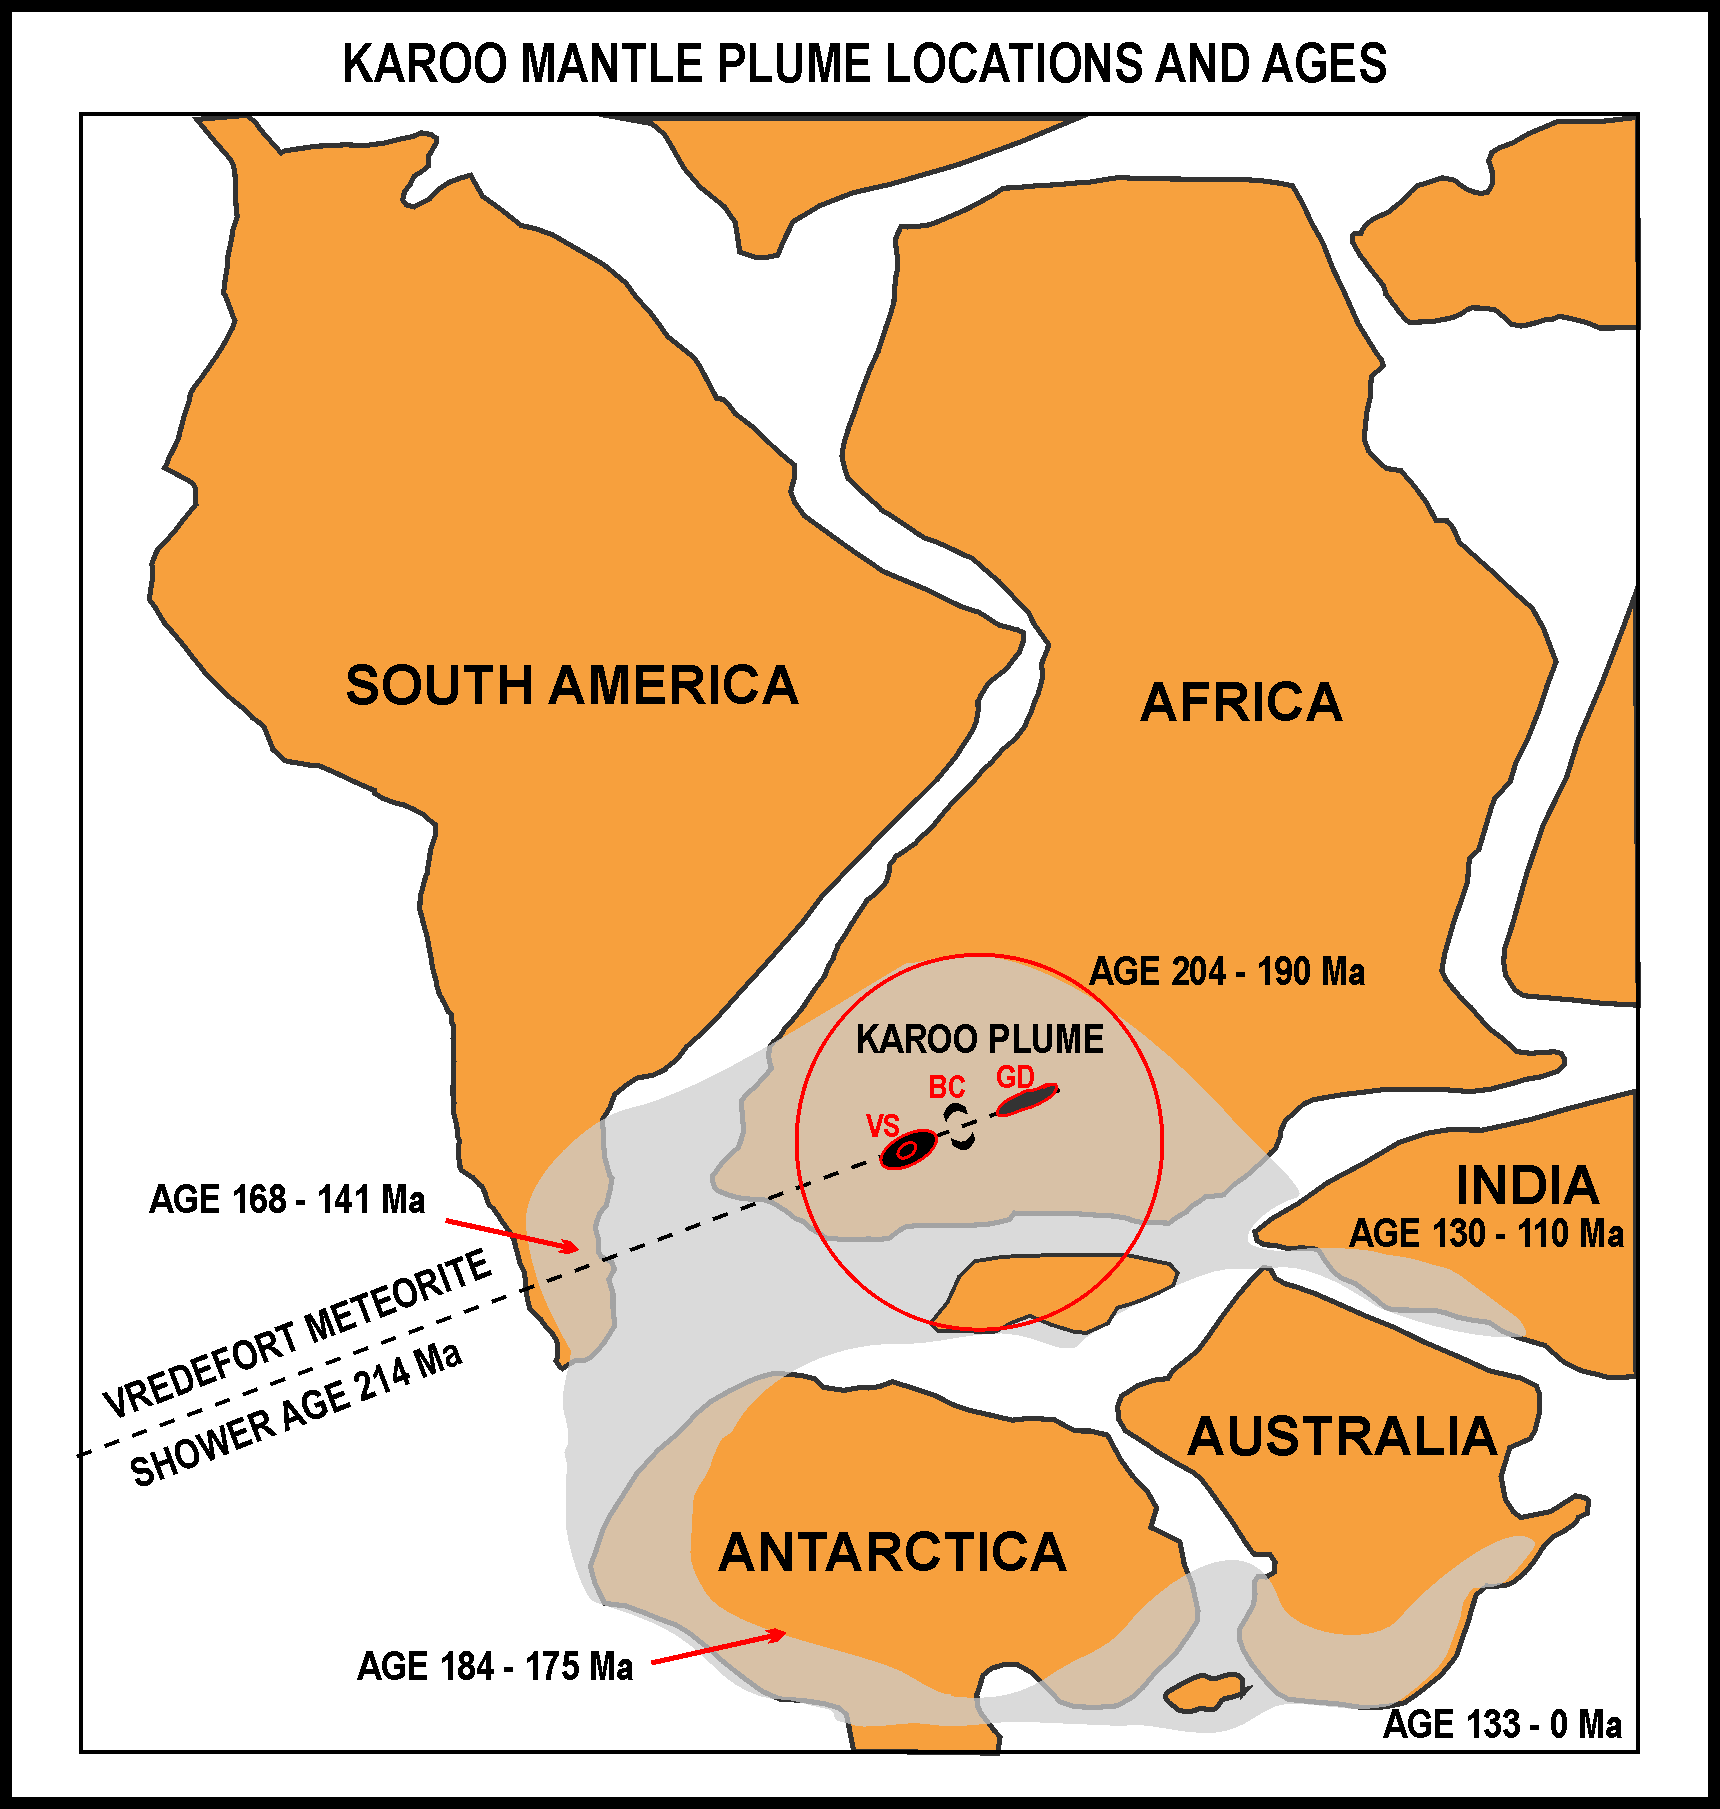 KAROO MANTLE PLUME LOCATIONS AND AGES
SOUTH AMERICA
AFRICA
AGE 204 - 190 Ma
KAROO PLUME
BC
GD
VS
AGE 168 - 141 Ma
INDIA
AGE 130 - 110 Ma
VREDEFORT METEORITE
SHOWER AGE 214 Ma
AUSTRALIA
ANTARCTICA
AGE 184 - 175 Ma
AGE 133 - 0 Ma